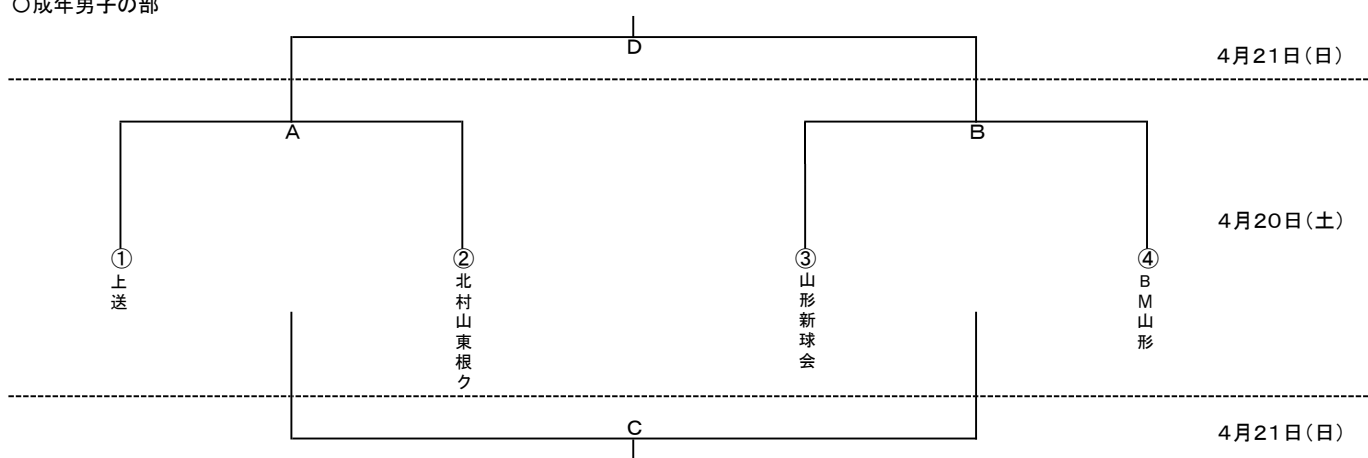 〇成年男子の部
D
4月21日(日)
A
B
4月20日(土)
①
上送
②
北村山東根ク
③
山形新球会
④
BM山形
C
4月21日(日)